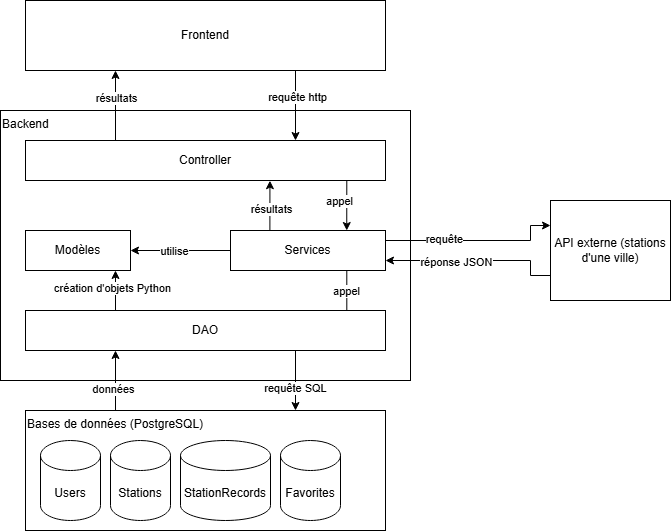 Frontend
résultats
requête http
Backend
Controller
résultats
appel
Modèles
utilise
Services
requête
API externe (stations
d'une ville)
réponse JSON
création d'objets Python
appel
DAO
données
requête SQL
Bases de données (PostgreSQL)
Users
Stations
StationRecords
Favorites